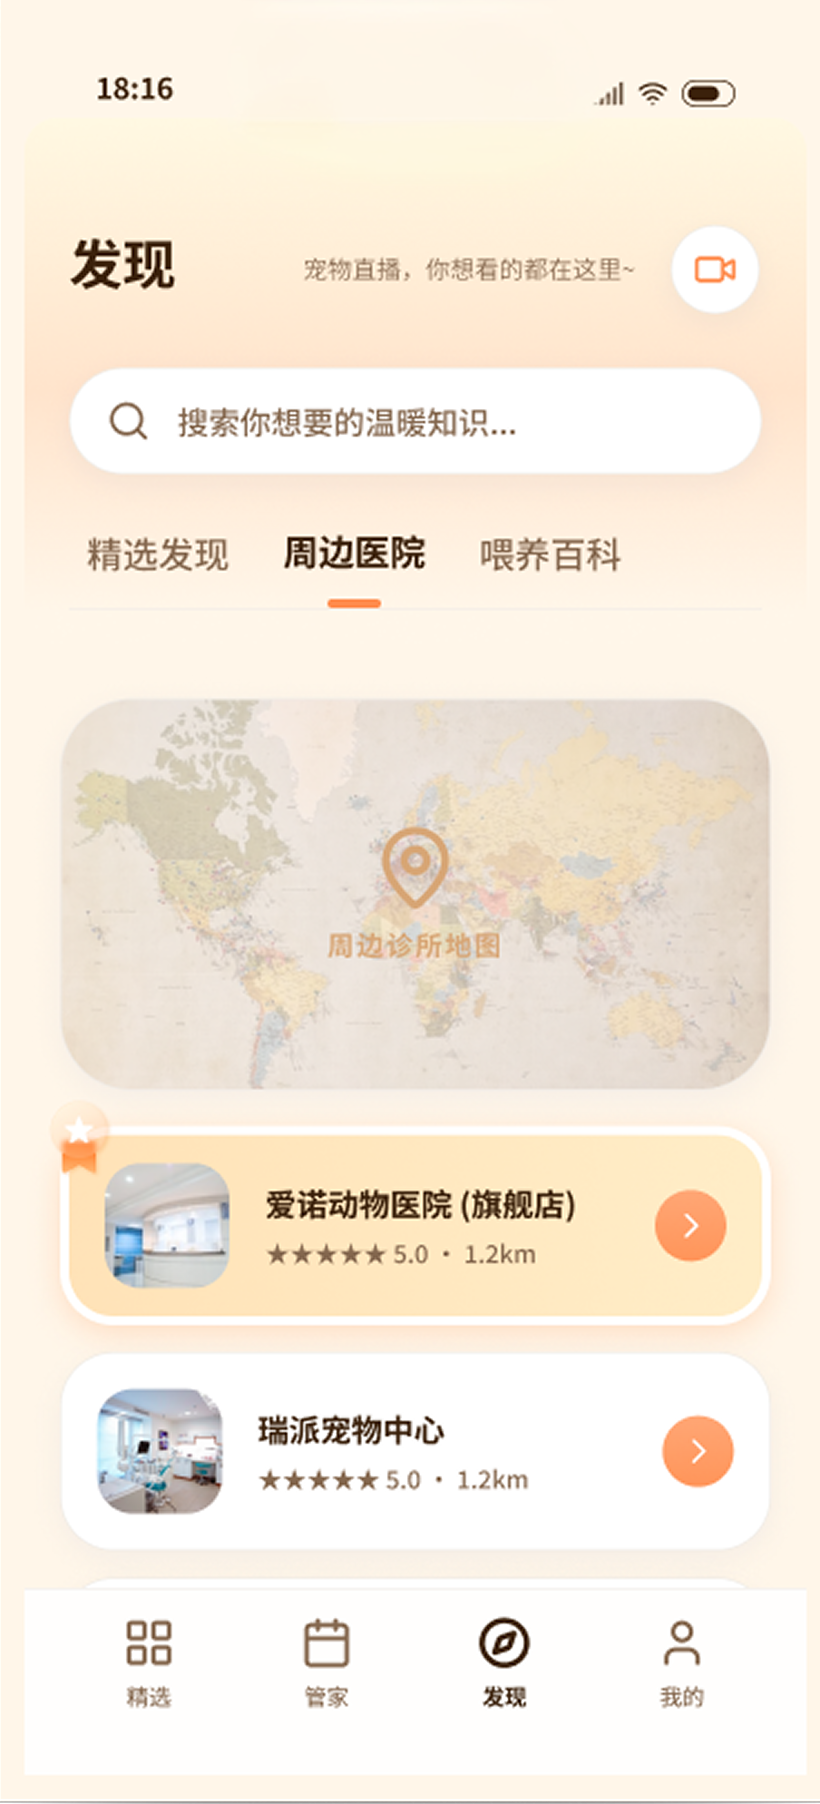 18:16
发现
宠物直播，你想看的都在这里~
搜索你想要的温暖知识...
精选发现 周边医院 喂养百科
周边诊所地图
爱诺动物医院 (旗舰店)
★★★★★ 5.0 · 1.2km
瑞派宠物中心
★★★★★ 5.0 · 1.2km
精选 管家 发现 我的